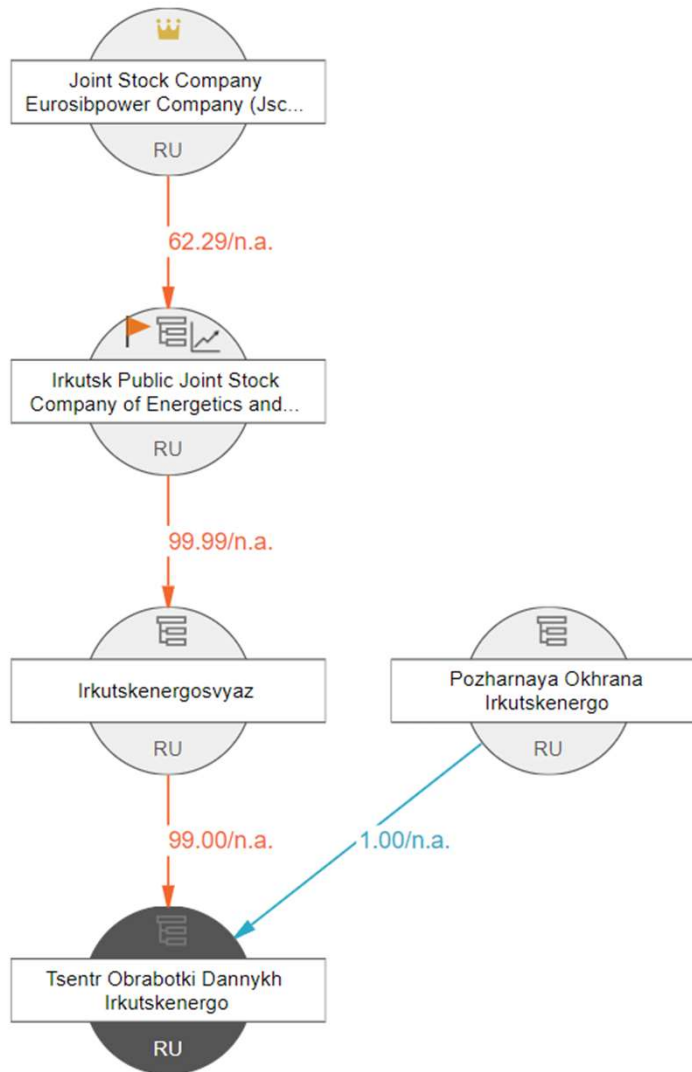 Joint Stock Company
Eurosibpower Company (Jsc...
RU
62.29/n.a.
Irkutsk Public Joint Stock
Company of Energetics and...
RU
99.99/n.a.
Irkutskenergosvyaz
RU
Pozharnaya Okhrana
Irkutskenergo
RU
99.00/n.a.
1.00/n.a.
Tsentr Obrabotki Dannykh
Irkutskenergo
RU